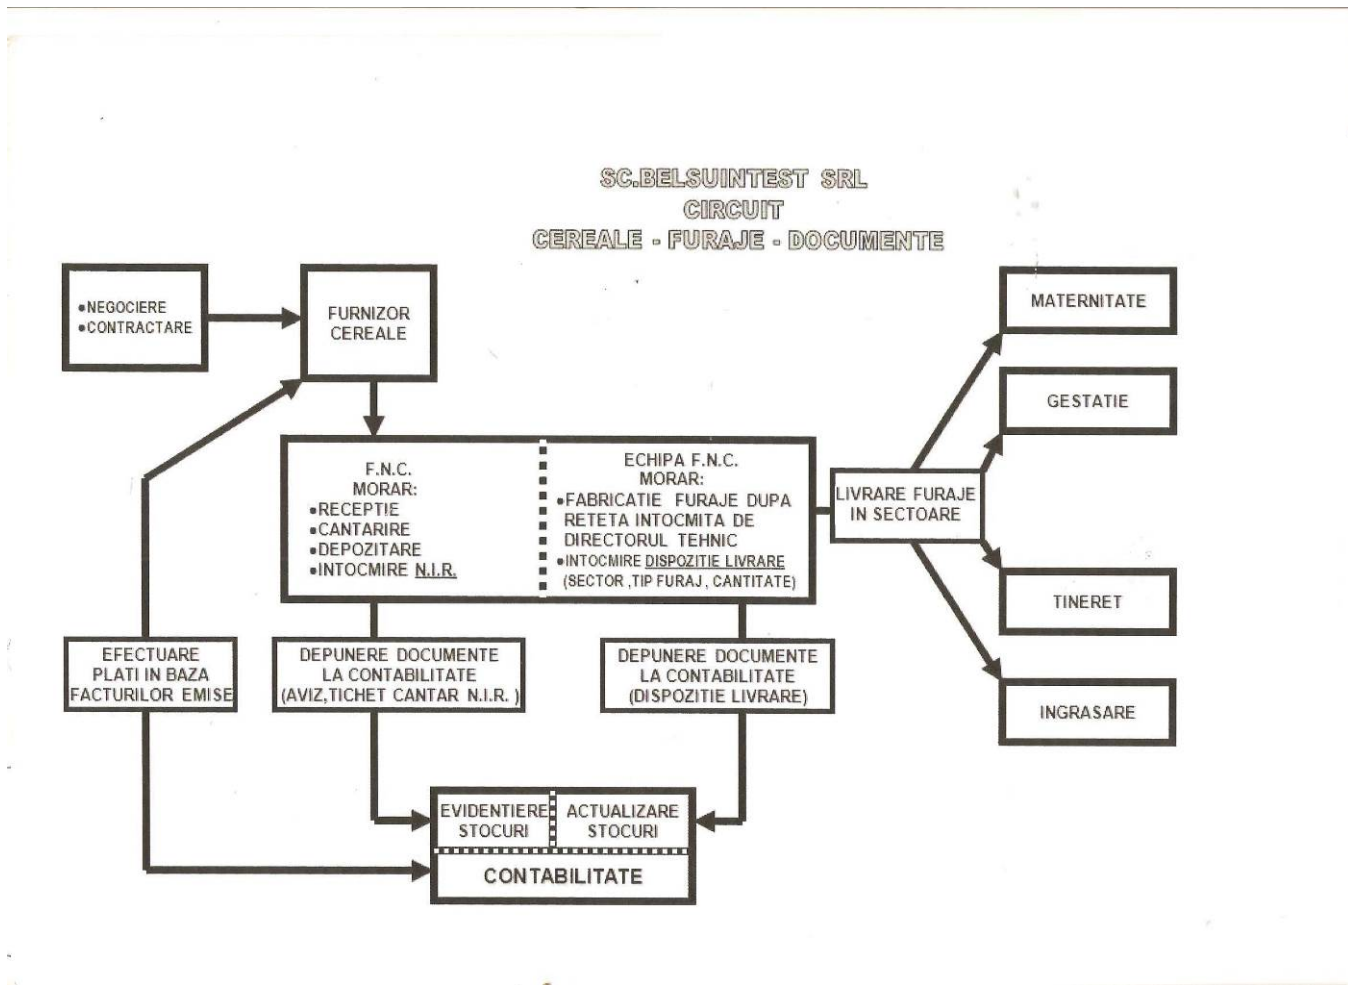 SC.BELSUINTEST SRL
CIRCUIT
CEREALE - FURAJE - DOCUMENTE
●NEGOCIERE
●CONTRACTARE
FURNIZOR
CEREALE
F.N.C.
MORAR:
●RECEPTIE
●CANTARIRE
●DEPOZITARE
●INTOCMIRE N.I.R.
ECHIPA F.N.C.
MORAR:
●FABRICATIE FURAJE DUPA
RETETA INTOCMITA DE
DIRECTORUL TEHNIC
●INTOCMIRE DISPOZITIE LIVRARE
(SECTOR ,TIP FURAJ , CANTITATE)
LIVRARE FURAJE
IN SECTOARE
MATERNITATE
GESTATIE
TINERET
INGRASARE
EFECTUARE
PLATI IN BAZA
FACTURILOR EMISE
DEPUNERE DOCUMENTE
LA CONTABILITATE
(AVIZ,TICHET CANTAR N.I.R. )
DEPUNERE DOCUMENTE
LA CONTABILITATE
(DISPOZITIE LIVRARE)
EVIDENTIERE
STOCURI
ACTUALIZARE
STOCURI
CONTABILITATE